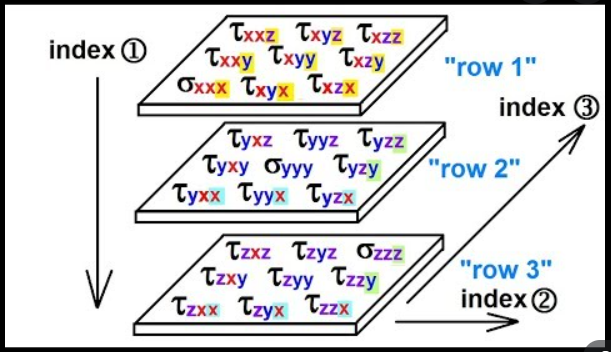 τxxz τxyz τxzz
index ①
τxxy τxyy τxzy
"row 1"
σxxx τxyx τxzx
index ③
τyxz τyyz τyzz
τyxy σyyy τyzy
"row 2"
τyxx τyyx τyzx
τzxz τzyz σzzz
τzxy τzyy τzzy
"row 3"
τzxx τzyx τzzx
index ②